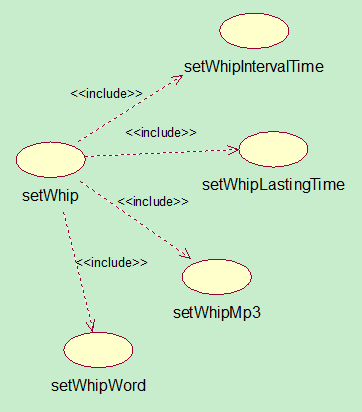 setWhipIntervalTime
<<include>>
<<include>>
setWhipLastingTime
setWhip
<<include>>
<<include>>
setWhipMp3
setWhipWord